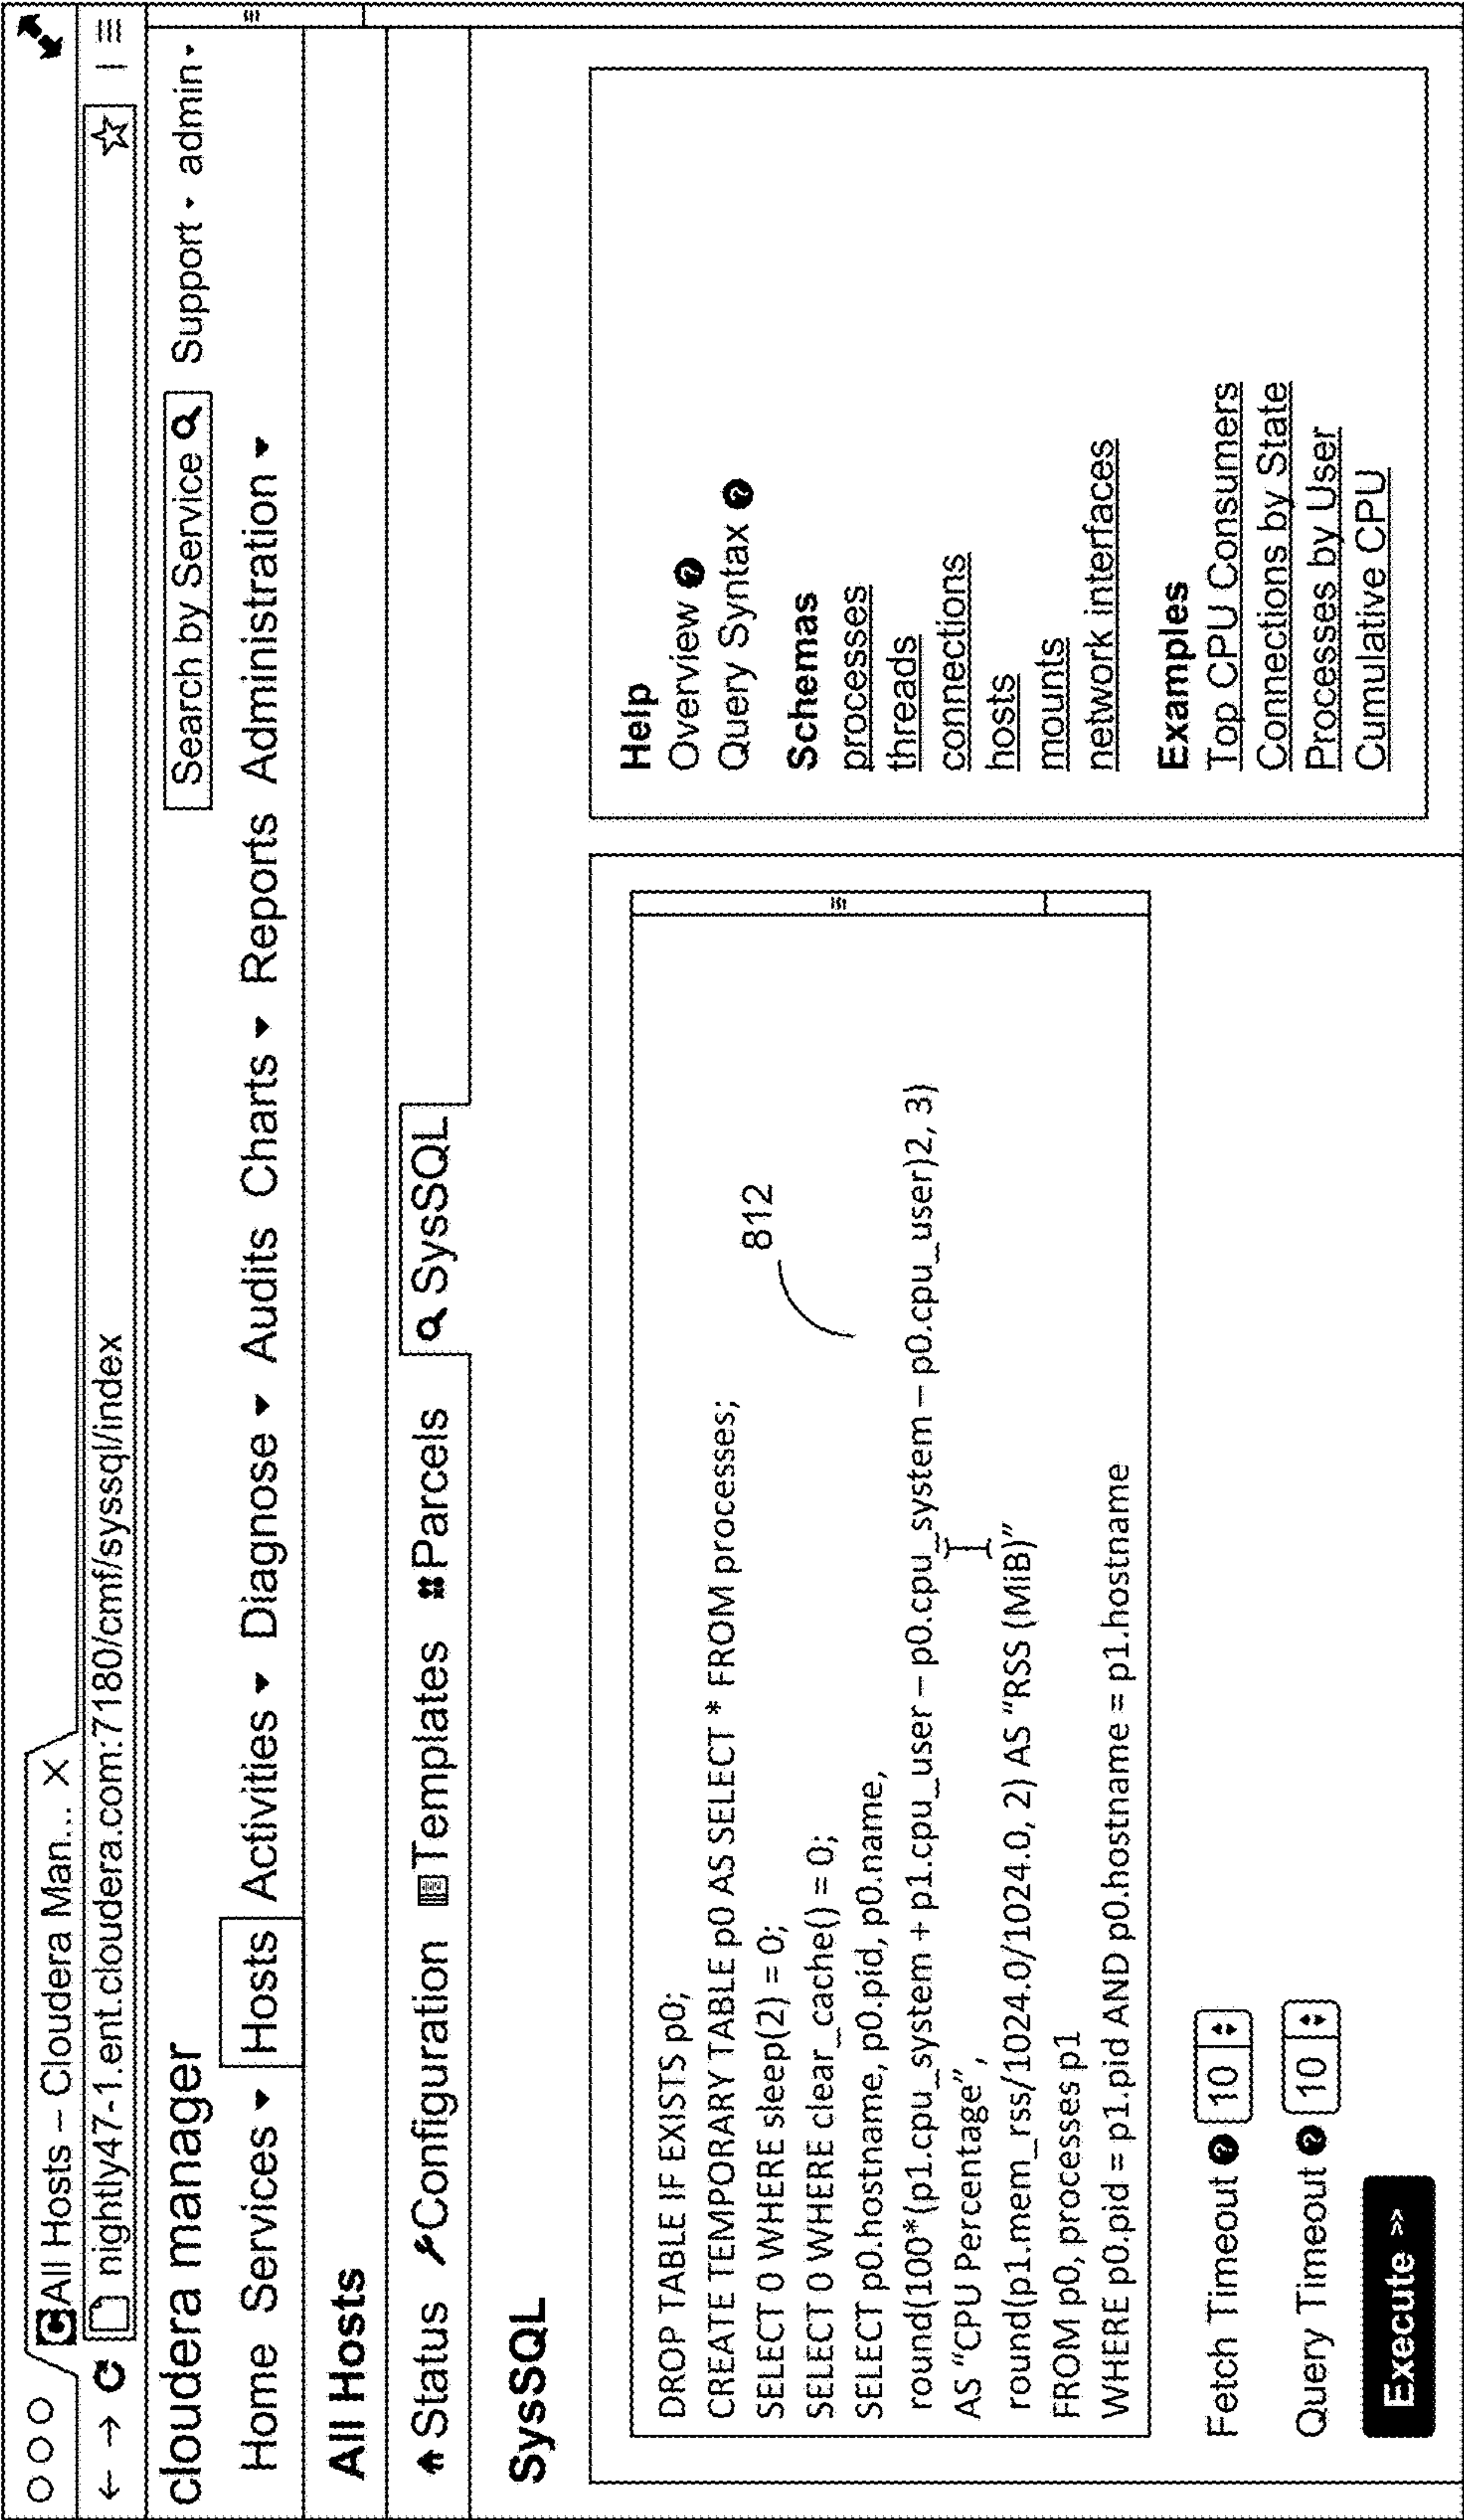 All Hosts – Cloudera Man... X
nightly47-1.ent.cloudera.com:7180/cmf/syssql/index
cloudera manager
Search by Service
Support
admin
Home Services Hosts Activities Diagnose Audits Charts Reports Administration
All Hosts
Status Configuration Templates Parcels SysSQL
SysSQL
DROP TABLE IF EXISTS p0;
CREATE TEMPORARY TABLE p0 AS SELECT * FROM processes;
812
SELECT 0 WHERE sleep(2) = 0;
SELECT 0 WHERE clear_cache() = 0;
SELECT p0.hostname, p0.pid, p0.name,
round(100*(p1.cpu_system + p1.cpu_user – p0.cpu_system – p0.cpu_user)2, 3)
AS "CPU Percentage",
round(p1.mem_rss/1024.0/1024.0, 2) AS "RSS (MiB)"
FROM p0, processes p1
WHERE p0.pid = p1.pid AND p0.hostname = p1.hostname
Fetch Timeout ? 10
Query Timeout ? 10
Execute >>
Help
Overview ?
Query Syntax ?
Schemas
processes
threads
connections
hosts
mounts
network interfaces
Examples
Top CPU Consumers
Connections by State
Processes by User
Cumulative CPU